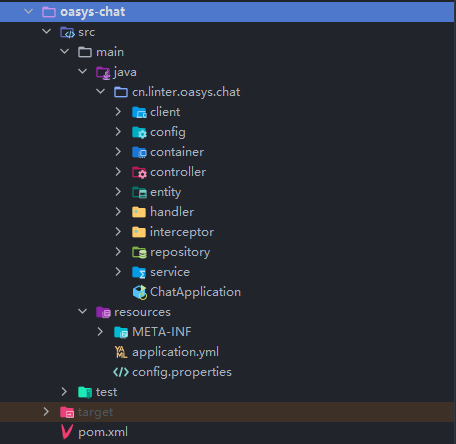 oasys-chat
src
main
java
cn.linter.oasys.chat
client
config
container
controller
entity
handler
interceptor
repository
service
ChatApplication
resources
META-INF
application.yml
config.properties
test
target
pom.xml